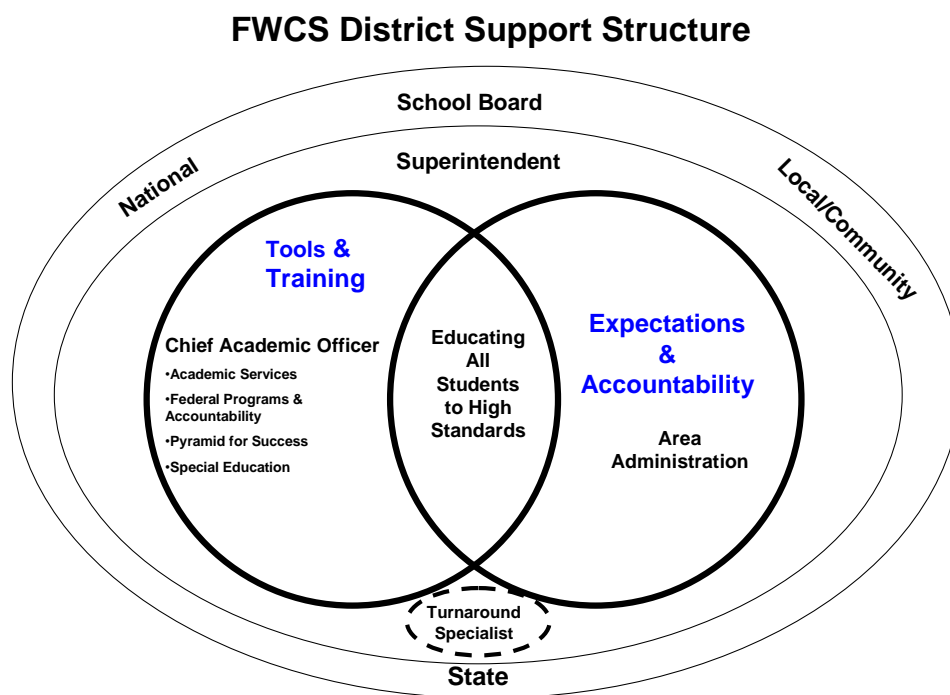 FWCS District Support Structure
School Board
National
Superintendent
Local/Community
Tools &
Training
Chief Academic Officer
•Academic Services
•Federal Programs &
Accountability
•Pyramid for Success
•Special Education
Educating
All
Students
to High
Standards
Expectations
&
Accountability
Area
Administration
Turnaround
Specialist
State